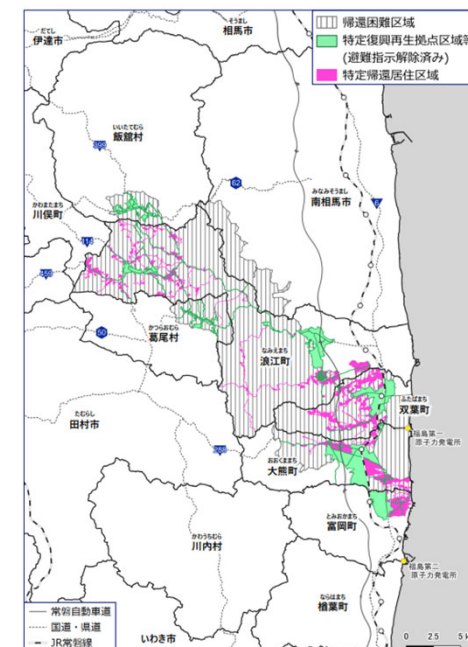 帰還困難区域
特定復興再生拠点区域等
(避難指示解除済み)
特定帰還居住区域
だてし
伊達市
そうまし
相馬市
いいたてむら
飯舘村
かわまたまち
川俣町
みなみそうまし
南相馬市
かつらおむら
葛尾村
なみえまち
浪江町
ふたばまち
双葉町
福島第一
原子力発電所
たむらし
田村市
おおくままち
大熊町
とみおかまち
富岡町
かわうちむら
川内村
福島第二
原子力発電所
ならはまち
楢葉町
いわき市
常磐自動車道
国道・県道
JR常磐線
0 2.5 5 k